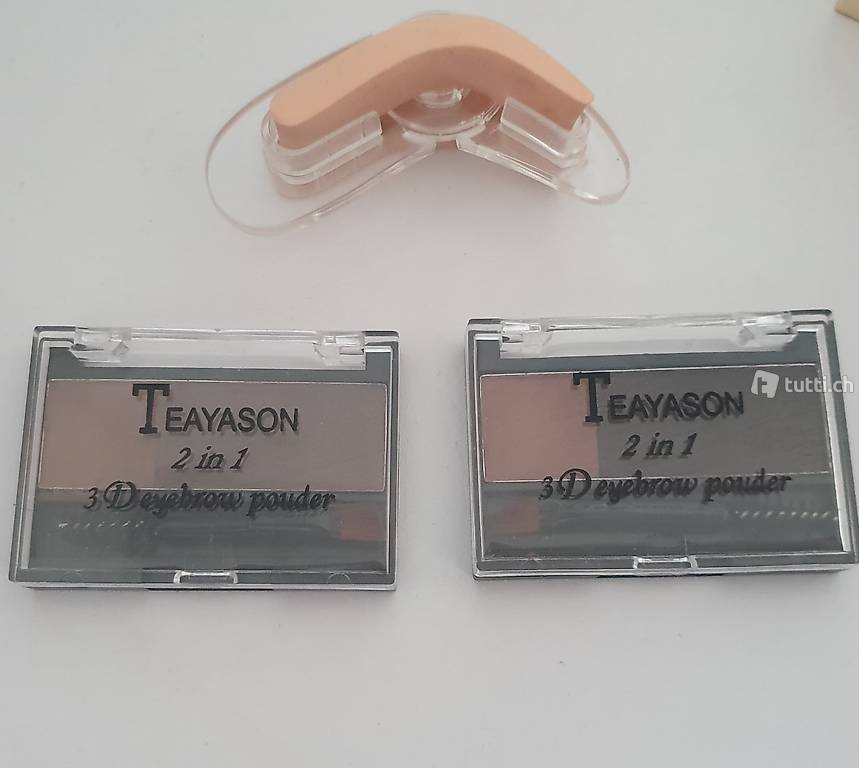 TEAYASON
2 in 1
3D eyebrow pouder
TEAYASON
2 in 1
3D eyebrow pouder
tutti.ch